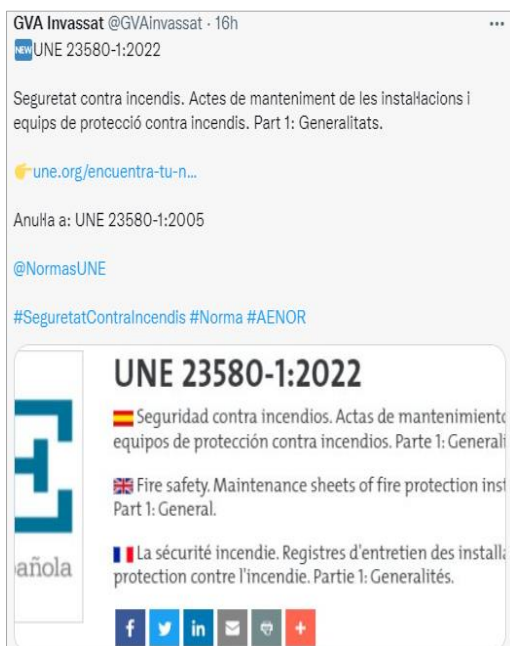 GVA Invassat @GVAinvassat · 16h
NEW UNE 23580-1:2022
Seguretat contra incendis. Actes de manteniment de les instal·lacions i
equips de protecció contra incendis. Part 1: Generalitats.
👉une.org/encuentra-tu-n...
Anul·la a: UNE 23580-1:2005
@NormasUNE
#SeguretatContraIncendis #Norma #AENOR
UNE 23580-1:2022
Seguridad contra incendios. Actas de mantenimiento
equipos de protección contra incendios. Parte 1: Generali
Fire safety. Maintenance sheets of fire protection inst
Part 1: General.
La sécurité incendie. Registres d'entretien des installa
protection contre l'incendie. Partie 1: Généralités.
E
añola